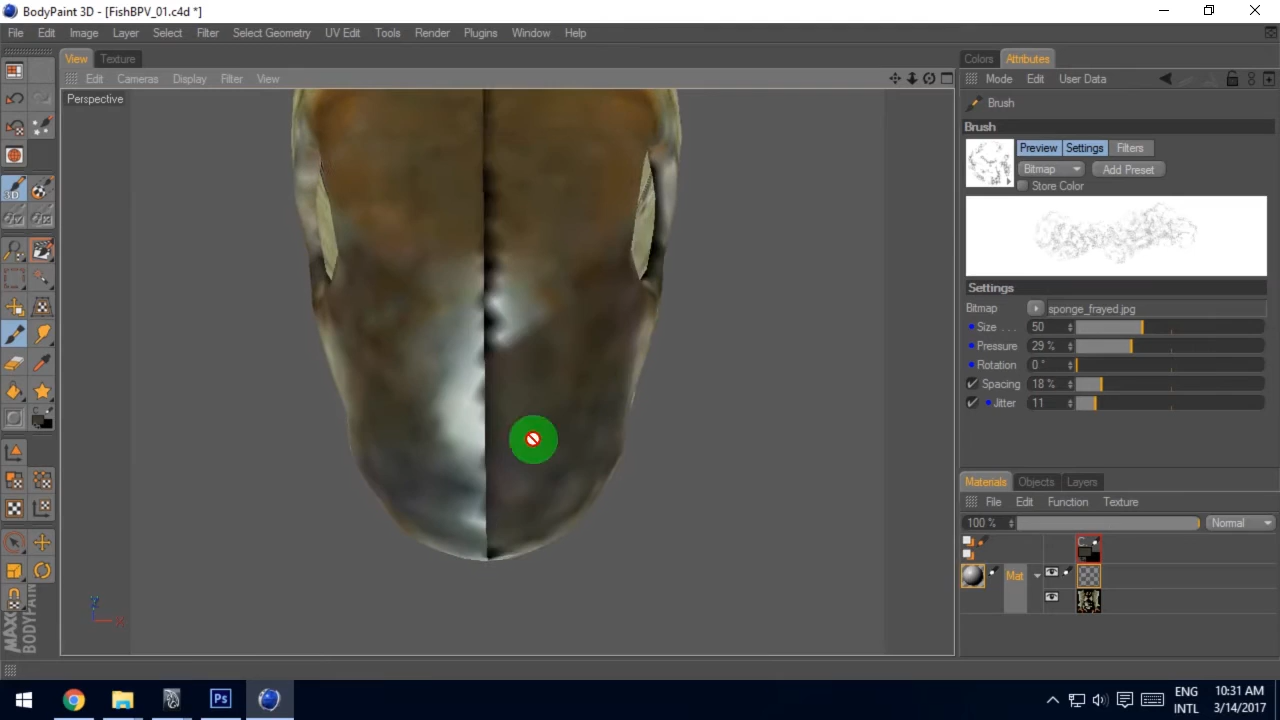 BodyPaint 3D - [FishBPV_01.c4d *]
File Edit Image Layer Select Filter Select Geometry UV Edit Tools Render Plugins Window Help
View Texture
Edit Cameras Display Filter View
Perspective
Colors Attributes
Mode Edit User Data
Brush
Brush
Preview Settings Filters
Bitmap Add Preset
Store Color
Settings
Bitmap sponge_frayed.jpg
Size . . . 50
Pressure 29 %
Rotation 0 °
Spacing 18 %
Jitter 11
Materials Objects Layers
File Edit Function Texture
100 % Normal
C.
Mat
3D
BODYPAINT
Ps
ENG
INTL
10:31 AM
3/14/2017